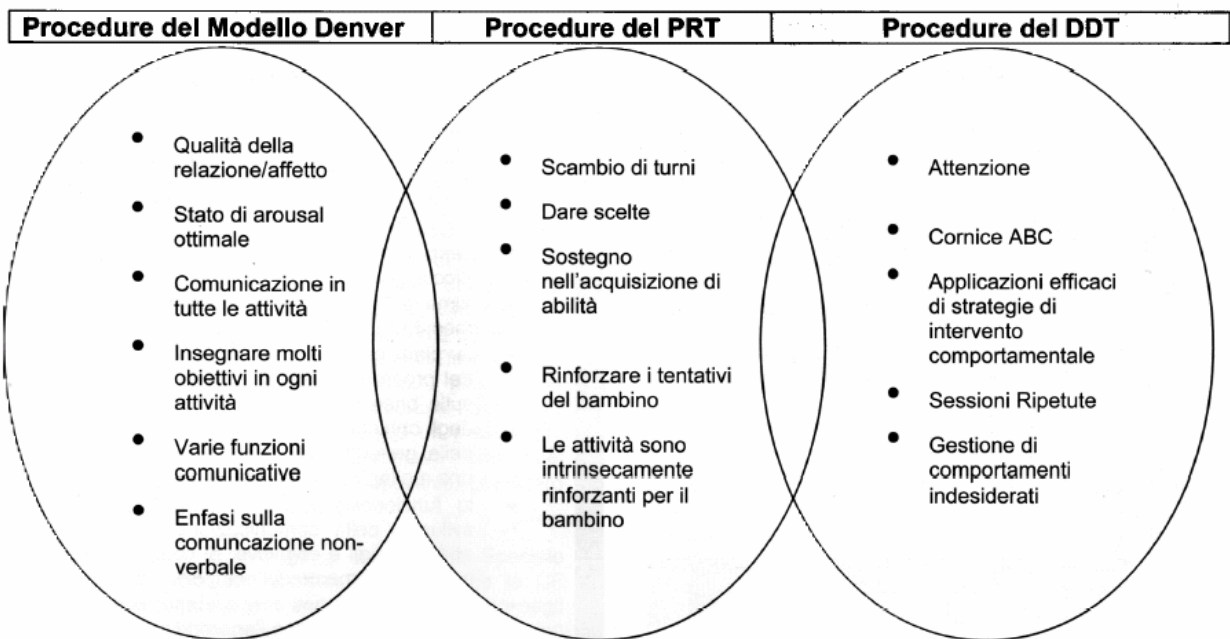 Procedure del Modello Denver
Procedure del PRT
Procedure del DDT
Qualità della
relazione/affetto
Stato di arousal
ottimale
Comunicazione in
tutte le attività
Insegnare molti
obiettivi in ogni
attività
Varie funzioni
comunicative
Enfasi sulla
comuncazione non-
verbale
Scambio di turni
Dare scelte
Sostegno
nell'acquisizione di
abilità
Rinforzare i tentativi
del bambino
Le attività sono
intrinsecamente
rinforzanti per il
bambino
Attenzione
Cornice ABC
Applicazioni efficaci
di strategie di
intervento
comportamentale
Sessioni Ripetute
Gestione di
comportamenti
indesiderati